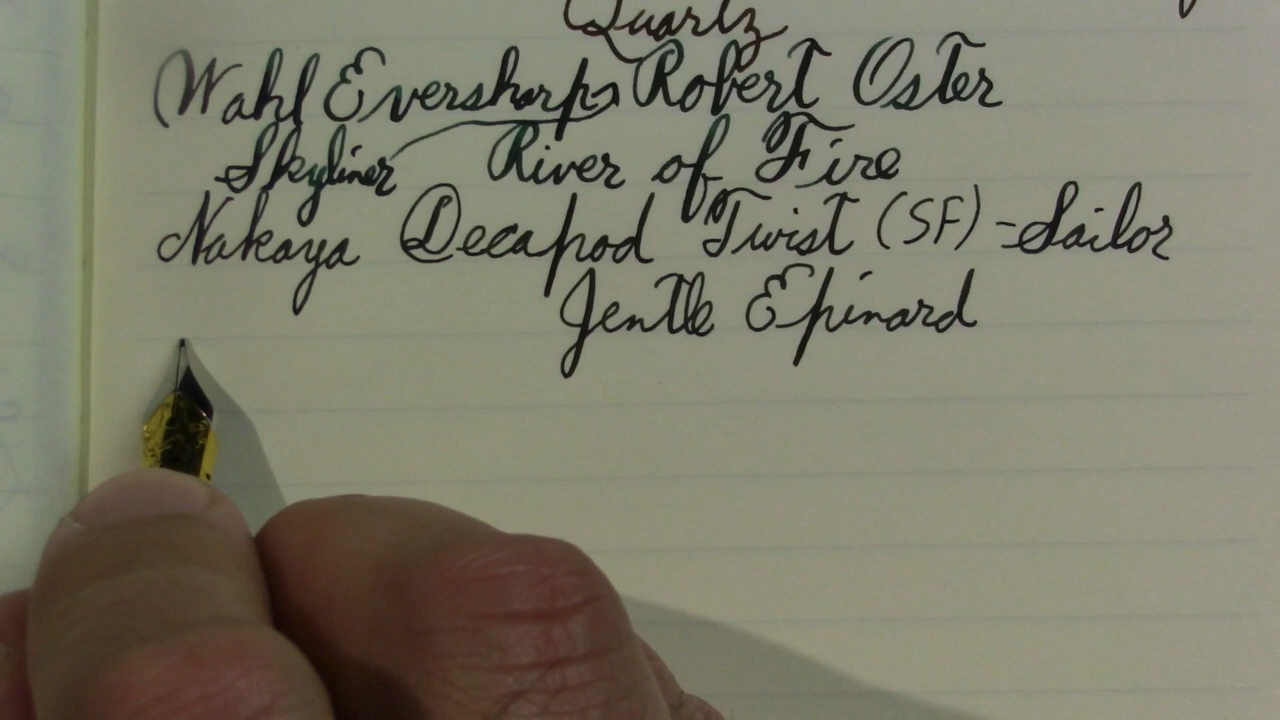 Quartz
Wahl Eversharp Robert Oster
Skyliner River of Fire
Nakaya Decapod Twist (SF) - Sailor
Jentle Epinard